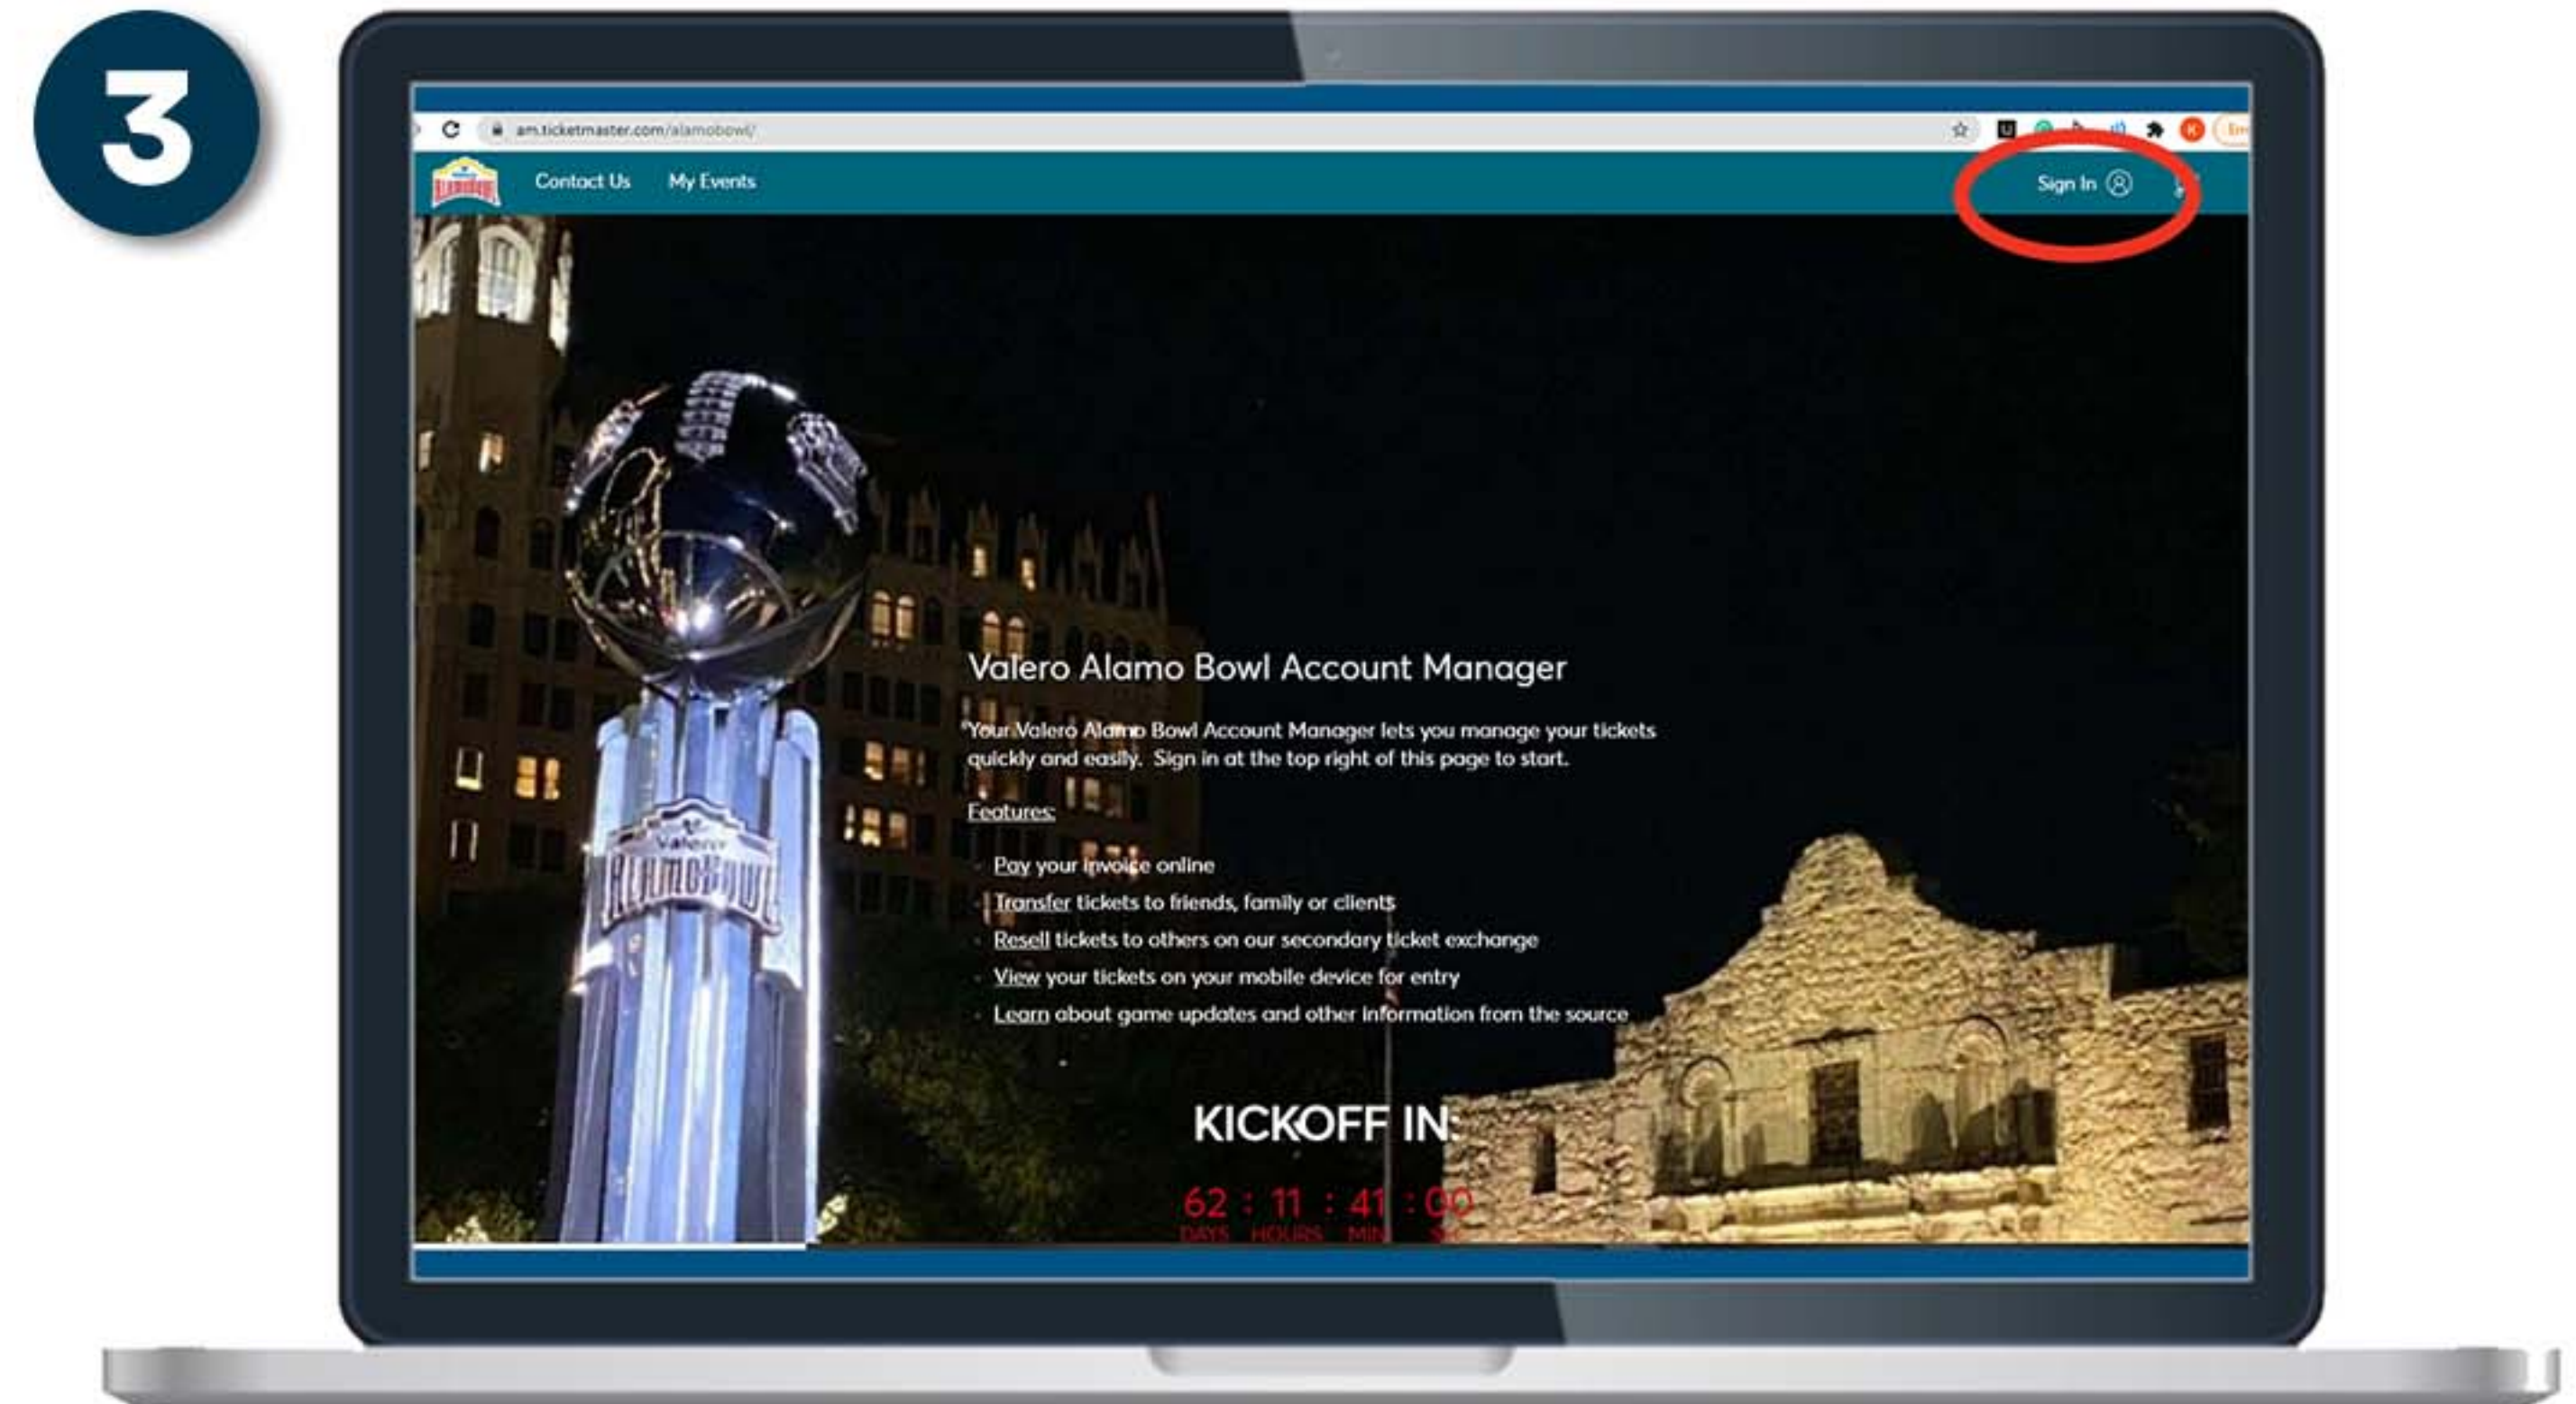 3
am.ticketmaster.com/alamobowl/
K
ALAMOBOWL
Contact Us My Events
Sign In
Valero Alamo Bowl Account Manager
Your Valero Alamo Bowl Account Manager lets you manage your tickets
quickly and easily. Sign in at the top right of this page to start.
Features:
Pay your invoice online
Transfer tickets to friends, family or clients
Resell tickets to others on our secondary ticket exchange
View your tickets on your mobile device for entry
Learn about game updates and other information from the source
Valero
ALAMOBOWL
KICKOFF IN:
62 : 11 : 41 : 00
DAYS HOURS MIN